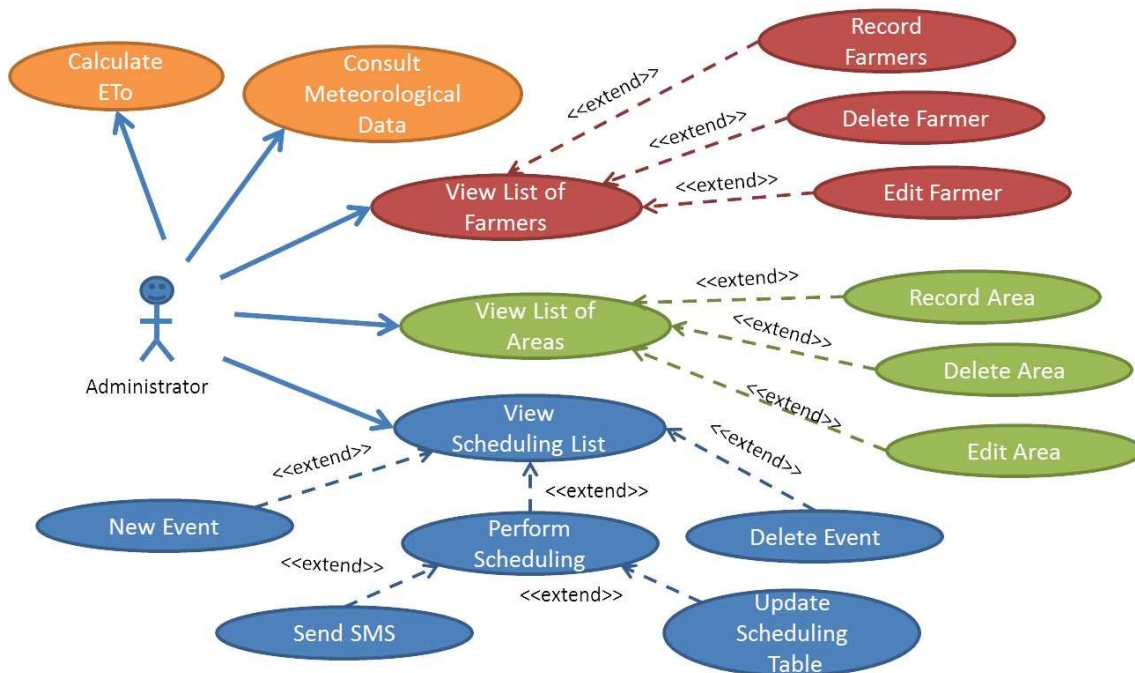 Calculate
ETo
Consult
Meteorological
Data
Record
Farmers
<<extend>>
Delete Farmer
<<extend>>
Edit Farmer
<<extend>>
View List of
Farmers
Administrator
View List of
Areas
<<extend>>
Record Area
<<extend>>
Delete Area
<<extend>>
Edit Area
View
Scheduling List
<<extend>>
New Event
<<extend>>
Perform
Scheduling
<<extend>>
Delete Event
<<extend>>
Send SMS
<<extend>>
Update
Scheduling
Table